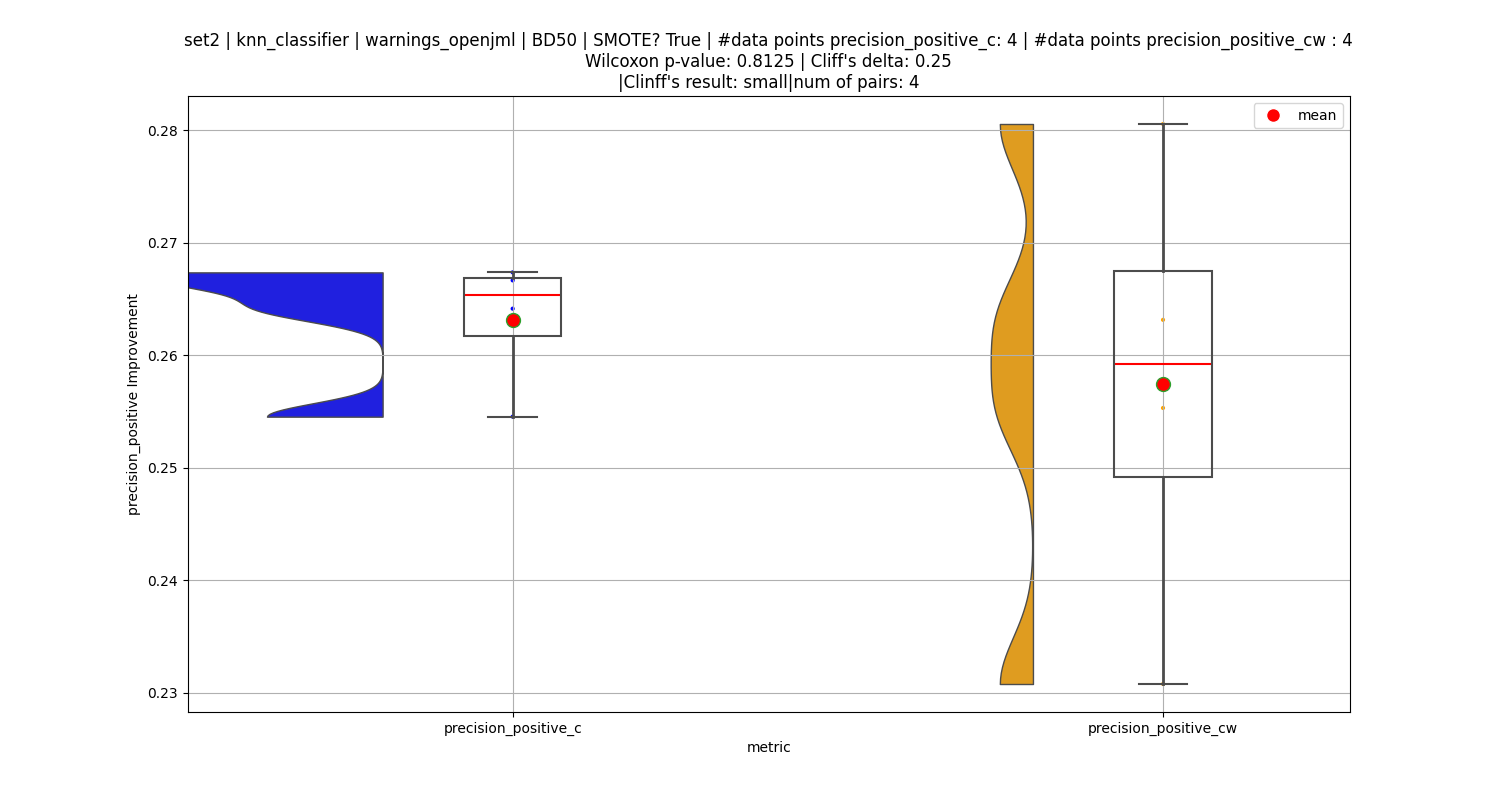 set2 | knn_classifier | warnings_openjml | BD50 | SMOTE? True | #data points precision_positive_c: 4 | #data points precision_positive_cw : 4
Wilcoxon p-value: 0.8125 | Cliff's delta: 0.25
|Clinff's result: small|num of pairs: 4
mean
0.28
0.27
0.26
0.25
0.24
0.23
precision_positive Improvement
precision_positive_c
precision_positive_cw
metric